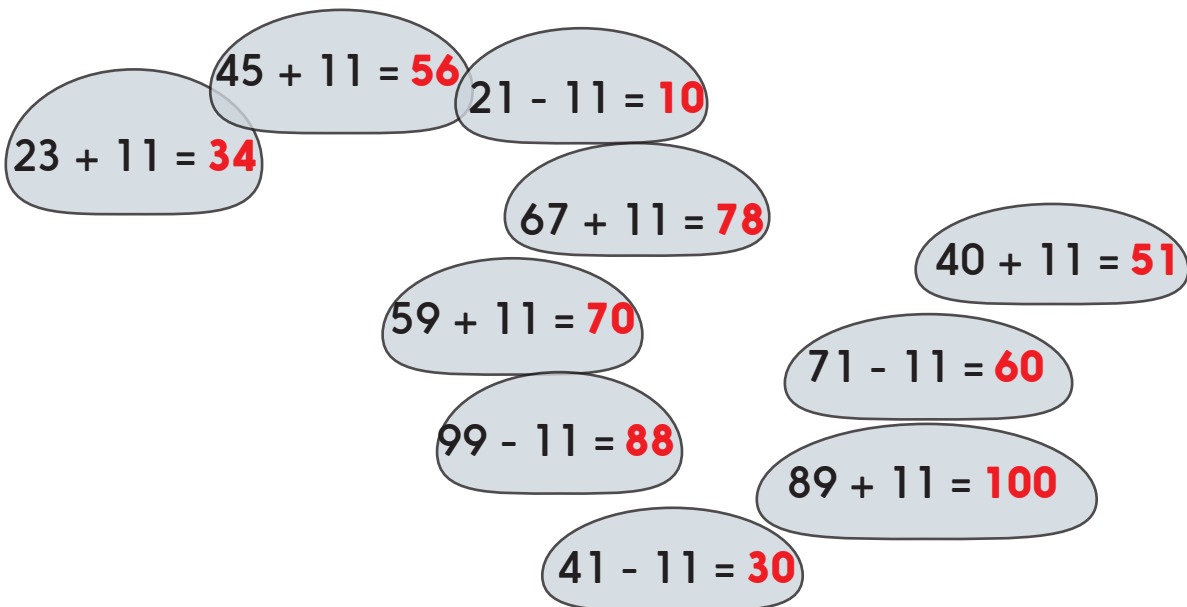 45 + 11 = 56
21 - 11 = 10
23 + 11 = 34
67 + 11 = 78
40 + 11 = 51
59 + 11 = 70
71 - 11 = 60
99 - 11 = 88
89 + 11 = 100
41 - 11 = 30